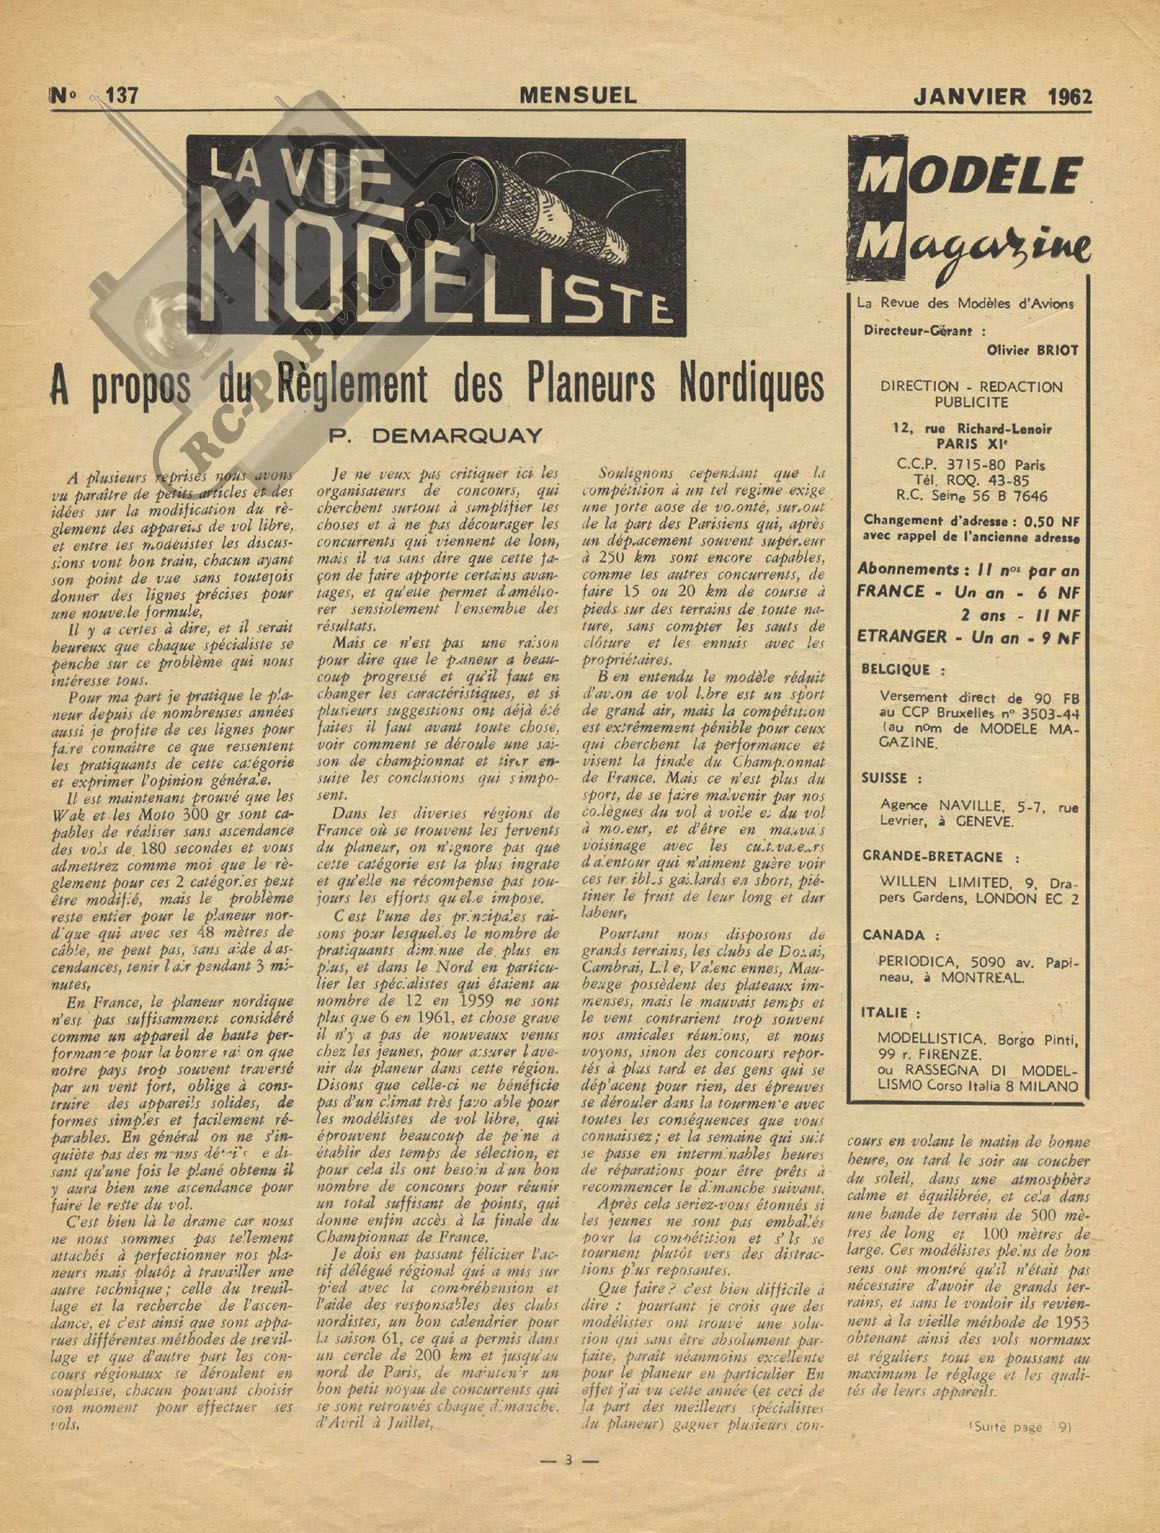 No 137
MENSUEL
JANVIER 1962
LA VIE
MODÉLISTE
A propos du Règlement des Planeurs Nordiques
P. DEMARQUAY
A plusieurs reprises nous avons
vu paraître de petits articles et des
idées sur la modification du rè-
glement des appareils de vol libre,
et entre les modélistes les discus-
sions vont bon train, chacun ayant
son point de vue sans toutefois
donner des lignes précises pour
une nouvelle formule,
Il y a certes à dire, et il serait
heureux que chaque spécialiste se
penche sur ce problème qui nous
intéresse tous.
Pour ma part je pratique le pla-
neur depuis de nombreuses années
aussi je profite de ces lignes pour
faire connaître ce que ressentent
les pratiquants de cette catégorie
et exprimer l'opinion générale.
Il est maintenant prouvé que les
Wak et les Moto 300 gr sont ca-
pables de réaliser sans ascendance
des vols de 180 secondes et vous
admettrez comme moi que le rè-
glement pour ces 2 catégories peut
être modifié, mais le problème
reste entier pour le planeur nor-
dique qui avec ses 48 mètres de
câble, ne peut pas, sans aide d'as-
cendances, tenir l'air pendant 3 mi-
nutes,
En France, le planeur nordique
n'est pas suffisamment considéré
comme un appareil de haute per-
formance pour la bonne raison que
notre pays trop souvent traversé
par un vent fort, oblige à cons-
truire des appareils solides, de
formes simples et facilement ré-
parables. En général on ne s'in-
quiète pas des menus détails se di-
sant qu'une fois le plané obtenu il
y aura bien une ascendance pour
faire le reste du vol.
C'est bien là le drame car nous
ne nous sommes pas tellement
attachés à perfectionner nos pla-
neurs mais plutôt à travailler une
autre technique; celle du treuil-
lage et la recherche de l'ascen-
dance, et c'est ainsi que sont appa-
rues différentes méthodes de treuil-
lage et que d'autre part les con-
cours régionaux se déroulent en
souplesse, chacun pouvant choisir
son moment pour effectuer ses
vols.
Je ne veux pas critiquer ici les
organisateurs de concours, qui
cherchent surtout à simplifier les
choses et à ne pas décourager les
concurrents qui viennent de loin,
mais il va sans dire que cette fa-
çon de faire apporte certains avan-
tages, et qu'elle permet d'amélio-
rer sensiblement l'ensemble des
résultats.
Mais ce n'est pas une raison
pour dire que le planeur a beau-
coup progressé et qu'il faut en
changer les caractéristiques, et si
plusieurs suggestions ont déjà été
faites il faut avant toute chose,
voir comment se déroule une sai-
son de championnat et tirer en-
suite les conclusions qui s'impo-
sent.
Dans les diverses régions de
France où se trouvent les fervents
du planeur, on n'ignore pas que
cette catégorie est la plus ingrate
et qu'elle ne récompense pas tou-
jours les efforts qu'elle impose.
C'est l'une des principales rai-
sons pour lesquelles le nombre de
pratiquants diminue de plus en
plus, et dans le Nord en particu-
lier les spécialistes qui étaient au
nombre de 12 en 1959 ne sont
plus que 6 en 1961, et chose grave
il n'y a pas de nouveaux venus
chez les jeunes, pour assurer l'ave-
nir du planeur dans cette région.
Disons que celle-ci ne bénéficie
pas d'un climat très favorable pour
les modélistes de vol libre, qui
éprouvent beaucoup de peine à
établir des temps de sélection, et
pour cela ils ont besoin d'un bon
nombre de concours pour réunir
un total suffisant de points, qui
donne enfin accès à la finale du
Championnat de France.
Je dois en passant féliciter l'ac-
tif délégué régional qui a mis sur
pied avec la compréhension et
l'aide des responsables des clubs
nordistes, un bon calendrier pour
la saison 61, ce qui a permis dans
un cercle de 200 km et jusqu'au
nord de Paris, de maintenir un
bon petit noyau de concurrents qui
se sont retrouvés chaque dimanche,
d'Avril à Juillet,
Soulignons cependant que la
compétition à un tel régime exige
une forte dose de volonté, surtout
de la part des Parisiens qui, après
un déplacement souvent supérieur
à 250 km sont encore capables,
comme les autres concurrents, de
faire 15 ou 20 km de course à
pieds sur des terrains de toute na-
ture, sans compter les sauts de
clôture et les ennuis avec les
propriétaires.
Bien entendu le modèle réduit
d'avion de vol libre est un sport
de grand air, mais la compétition
est extrêmement pénible pour ceux
qui cherchent la performance et
visent la finale du Championnat
de France. Mais ce n'est plus du
sport, de se faire malvenir par nos
collègues du vol à voile et du vol
à moteur, et d'être en mauvais
voisinage avec les cultivateurs
d'alentour qui n'aiment guère voir
ces terribles gaillards en short, pié-
tiner le fruit de leur long et dur
labeur,
Pourtant nous disposons de
grands terrains, les clubs de Douai,
Cambrai, Lille, Valenciennes, Mau-
beuge possèdent des plateaux im-
menses, mais le mauvais temps et
le vent contrarient trop souvent
nos amicales réunions, et nous
voyons, sinon des concours repor-
tés à plus tard et des gens qui se
déplacent pour rien, des épreuves
se dérouler dans la tourmente avec
toutes les conséquences que vous
connaissez; et la semaine qui suit
se passe en interminables heures
de réparations pour être prêts à
recommencer le dimanche suivant.
Après cela seriez-vous étonnés si
les jeunes ne sont pas emballés
pour la compétition et s'ils se
tournent plutôt vers des distrac-
tions plus reposantes.
Que faire? c'est bien difficile à
dire : pourtant je crois que des
modélistes ont trouvé une solu-
tion qui sans être absolument par-
faite, paraît néanmoins excellente
pour le planeur en particulier En
effet j'ai vu cette année (et ceci de
la part des meilleurs spécialistes
du planeur) gagner plusieurs con-
MODÈLE
Magazine
La Revue des Modèles d'Avions
Directeur-Gérant :
Olivier BRIOT
DIRECTION - REDACTION
PUBLICITE
12, rue Richard-Lenoir
PARIS XIe
C.C.P. 3715-80 Paris
Tél. ROQ. 43-85
R.C. Seine 56 B 7646
Changement d'adresse : 0,50 NF
avec rappel de l'ancienne adresse
Abonnements : 11 nos par an
FRANCE - Un an - 6 NF
2 ans - 11 NF
ETRANGER - Un an - 9 NF
BELGIQUE :
Versement direct de 90 FB
au CCP Bruxelles n° 3503-44
(au nom de MODELE MA-
GAZINE.
SUISSE :
Agence NAVILLE, 5-7, rue
Levrier, à GENEVE.
GRANDE-BRETAGNE :
WILLEN LIMITED, 9, Dra-
pers Gardens, LONDON EC 2
CANADA :
PERIODICA, 5090 av. Papi-
neau, à MONTREAL.
ITALIE :
MODELLISTICA. Borgo Pinti,
99 r. FIRENZE.
ou RASSEGNA DI MODEL-
LISMO Corso Italia 8 MILANO
cours en volant le matin de bonne
heure, ou tard le soir au coucher
du soleil, dans une atmosphère
calme et équilibrée, et cela dans
une bande de terrain de 500 mè-
tres de long et 100 mètres de
large. Ces modélistes pleins de bon
sens ont montré qu'il n'était pas
nécessaire d'avoir de grands ter-
rains, et sans le vouloir ils revien-
nent à la vieille méthode de 1953
obtenant ainsi des vols normaux
et réguliers tout en poussant au
maximum le réglage et les quali-
tés de leurs appareils.
(Suite page 9)
— 3 —
RC-PAPER.COM